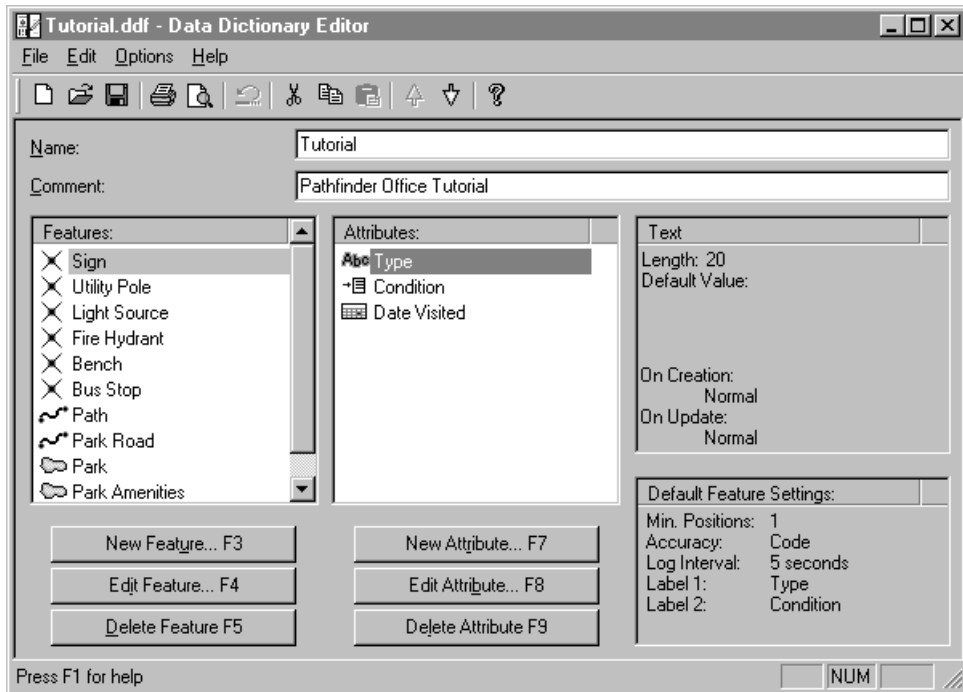 Tutorial.ddf - Data Dictionary Editor
File Edit Options Help
Name: Tutorial
Comment: Pathfinder Office Tutorial
Features:
Sign
Utility Pole
Light Source
Fire Hydrant
Bench
Bus Stop
Path
Park Road
Park
Park Amenities
New Feature... F3
Edit Feature... F4
Delete Feature F5
Attributes:
Abc Type
Condition
Date Visited
New Attribute... F7
Edit Attribute... F8
Delete Attribute F9
Text
Length: 20
Default Value:
On Creation:
Normal
On Update:
Normal
Default Feature Settings:
Min. Positions: 1
Accuracy: Code
Log Interval: 5 seconds
Label 1: Type
Label 2: Condition
Press F1 for help
NUM